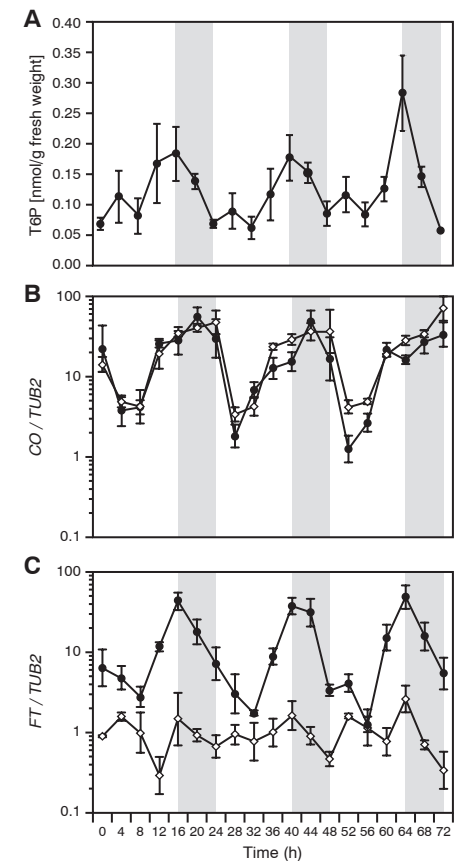 A
0.40
0.35
0.30
0.25
0.20
0.15
0.10
0.05
0.00
T6P [nmol/g fresh weight]
B
100
10
1
0.1
CO / TUB2
C
100
10
1
0.1
FT / TUB2
0 4 8 12 16 20 24 28 32 36 40 44 48 52 56 60 64 68 72
Time (h)